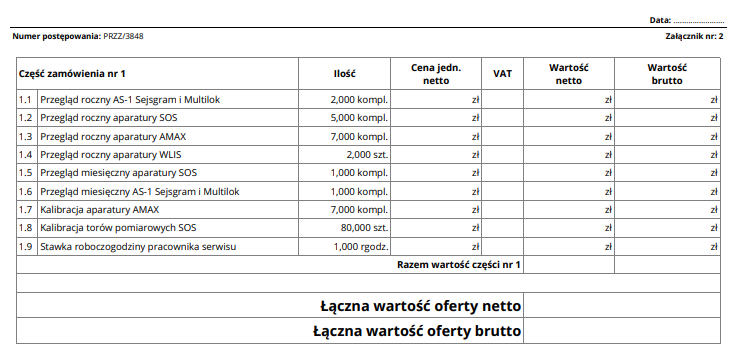 Data: ........................
Numer postępowania: PRZZ/3848 Załącznik nr: 2
Część zamówienia nr 1 Ilość Cena jedn. netto VAT Wartość netto Wartość brutto
1.1 Przegląd roczny AS-1 Sejsgram i Multilok 2,000 kompl. zł zł zł
1.2 Przegląd roczny aparatury SOS 5,000 kompl. zł zł zł
1.3 Przegląd roczny aparatury AMAX 7,000 kompl. zł zł zł
1.4 Przegląd roczny aparatury WLIS 2,000 szt. zł zł zł
1.5 Przegląd miesięczny aparatury SOS 1,000 kompl. zł zł zł
1.6 Przegląd miesięczny AS-1 Sejsgram i Multilok 1,000 kompl. zł zł zł
1.7 Kalibracja aparatury AMAX 7,000 kompl. zł zł zł
1.8 Kalibracja torów pomiarowych SOS 80,000 szt. zł zł zł
1.9 Stawka roboczogodziny pracownika serwisu 1,000 rgodz. zł zł zł
Razem wartość części nr 1
Łączna wartość oferty netto
Łączna wartość oferty brutto